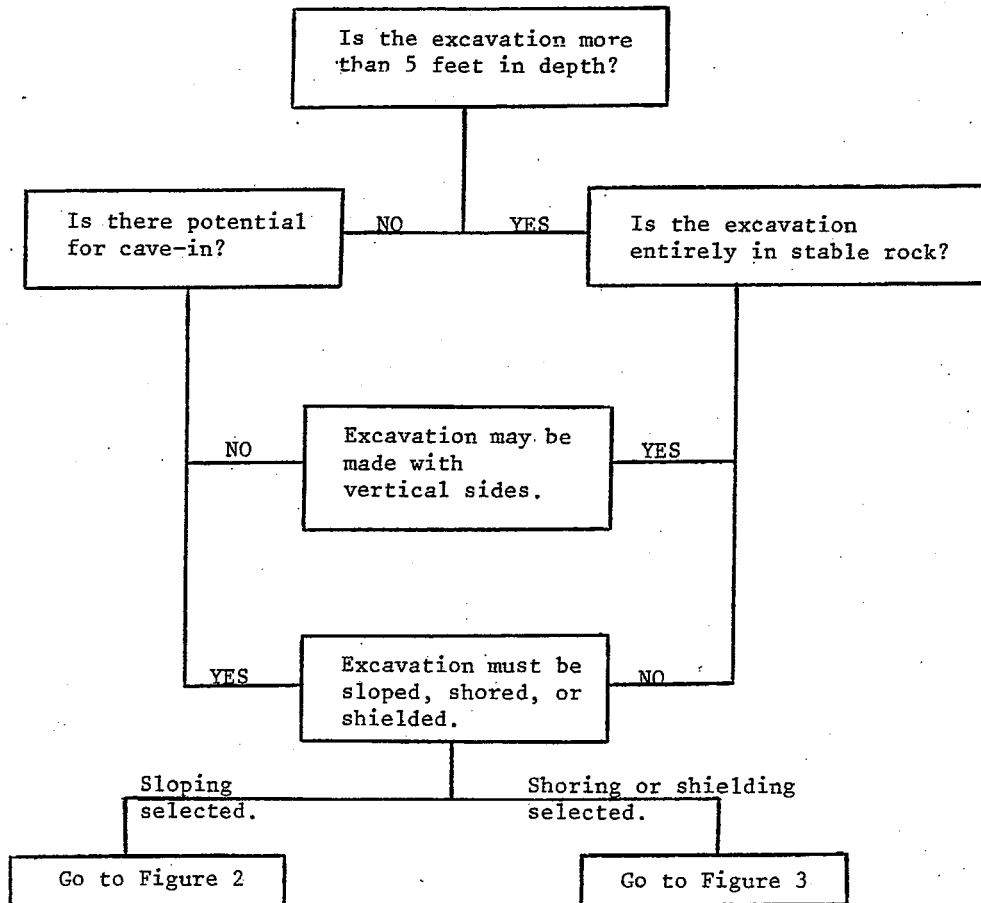 Is the excavation more
than 5 feet in depth?
Is there potential
for cave-in?
NO
YES
Is the excavation
entirely in stable rock?
NO
Excavation may be
made with
vertical sides.
YES
YES
Excavation must be
sloped, shored, or
shielded.
NO
Sloping
selected.
Shoring or shielding
selected.
Go to Figure 2
Go to Figure 3